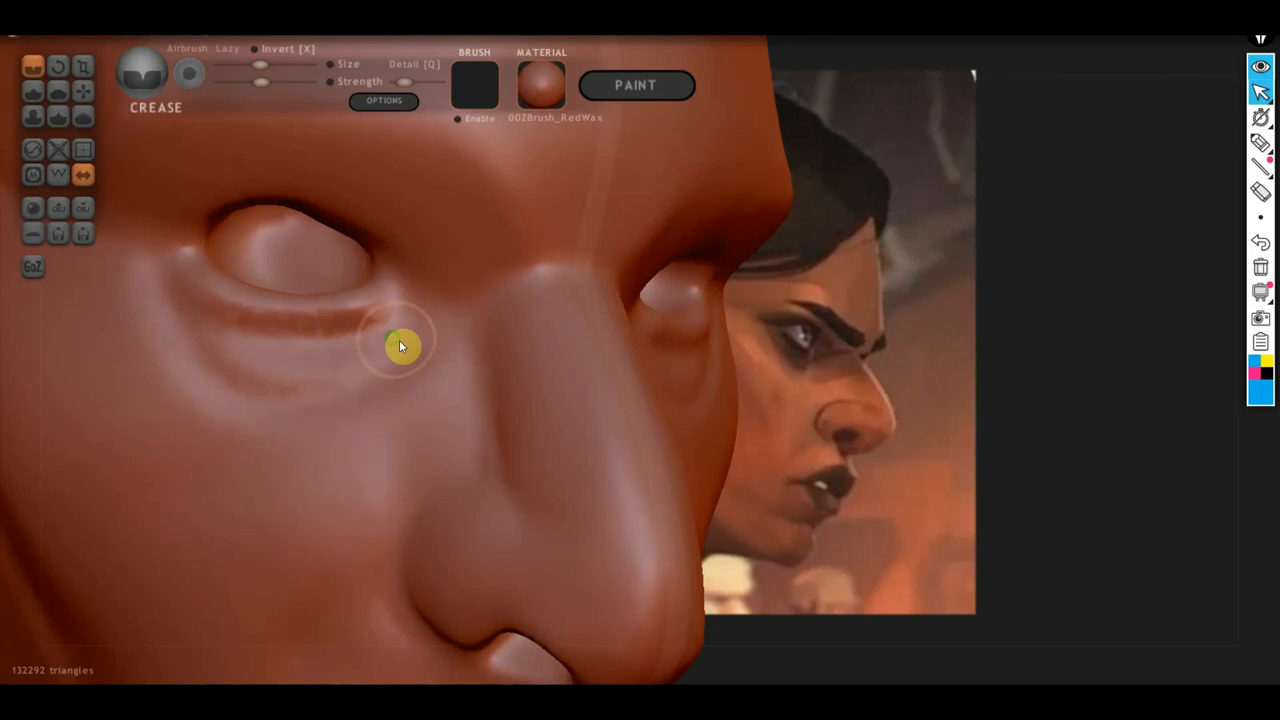 Airbrush Lazy Invert [X]
Size Detail [Q]
Strength
OPTIONS
CREASE
BRUSH
Enable
MATERIAL
00ZBrush_RedWax
PAINT
GoZ
132292 triangles